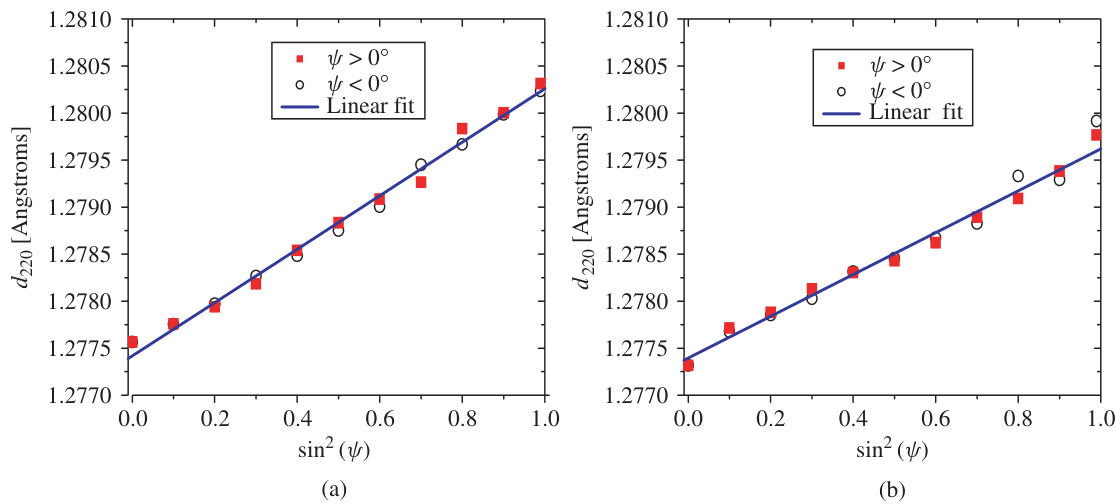 1.2810
1.2805
1.2800
1.2795
1.2790
1.2785
1.2780
1.2775
1.2770
d220 [Angstroms]
ψ > 0°
ψ < 0°
Linear fit
0.0 0.2 0.4 0.6 0.8 1.0
sin² (ψ)
(a)
1.2810
1.2805
1.2800
1.2795
1.2790
1.2785
1.2780
1.2775
1.2770
d220 [Angstroms]
ψ > 0°
ψ < 0°
Linear fit
0.0 0.2 0.4 0.6 0.8 1.0
sin² (ψ)
(b)